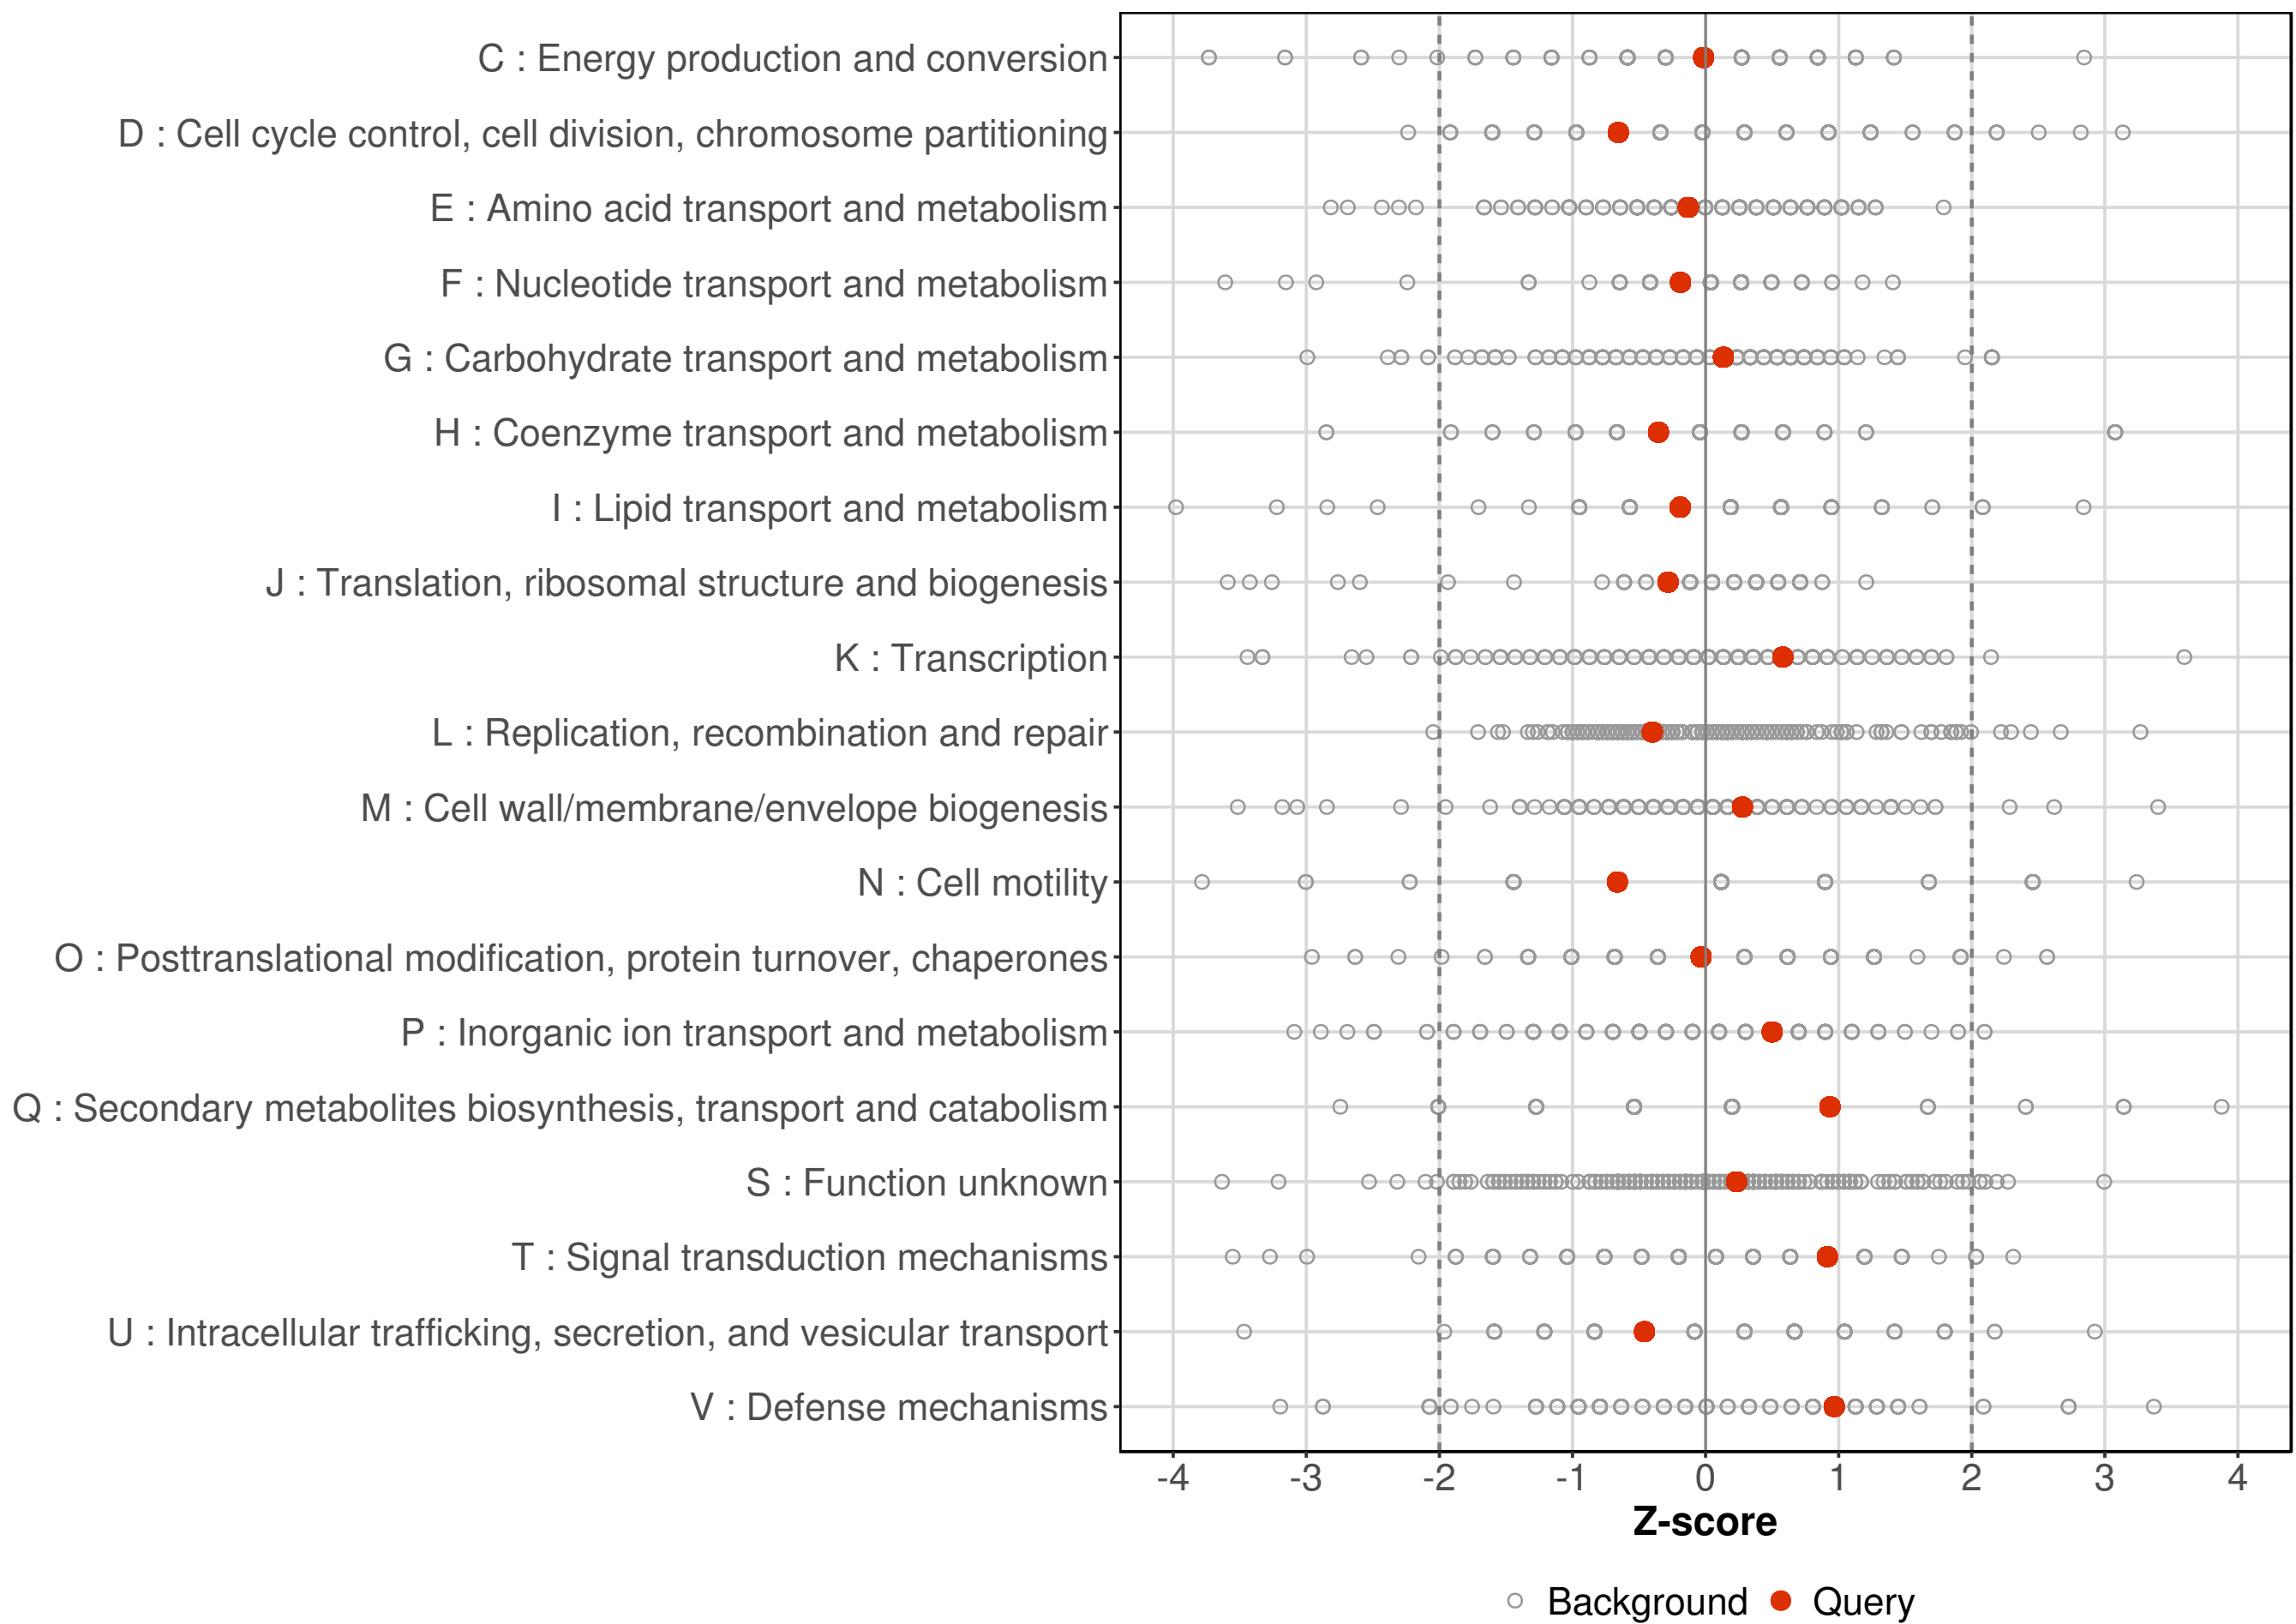 C : Energy production and conversion
D : Cell cycle control, cell division, chromosome partitioning
E : Amino acid transport and metabolism
F : Nucleotide transport and metabolism
G : Carbohydrate transport and metabolism
H : Coenzyme transport and metabolism
I : Lipid transport and metabolism
J : Translation, ribosomal structure and biogenesis
K : Transcription
L : Replication, recombination and repair
M : Cell wall/membrane/envelope biogenesis
N : Cell motility
O : Posttranslational modification, protein turnover, chaperones
P : Inorganic ion transport and metabolism
Q : Secondary metabolites biosynthesis, transport and catabolism
S : Function unknown
T : Signal transduction mechanisms
U : Intracellular trafficking, secretion, and vesicular transport
V : Defense mechanisms
-4 -3 -2 -1 0 1 2 3 4
Z-score
Background Query